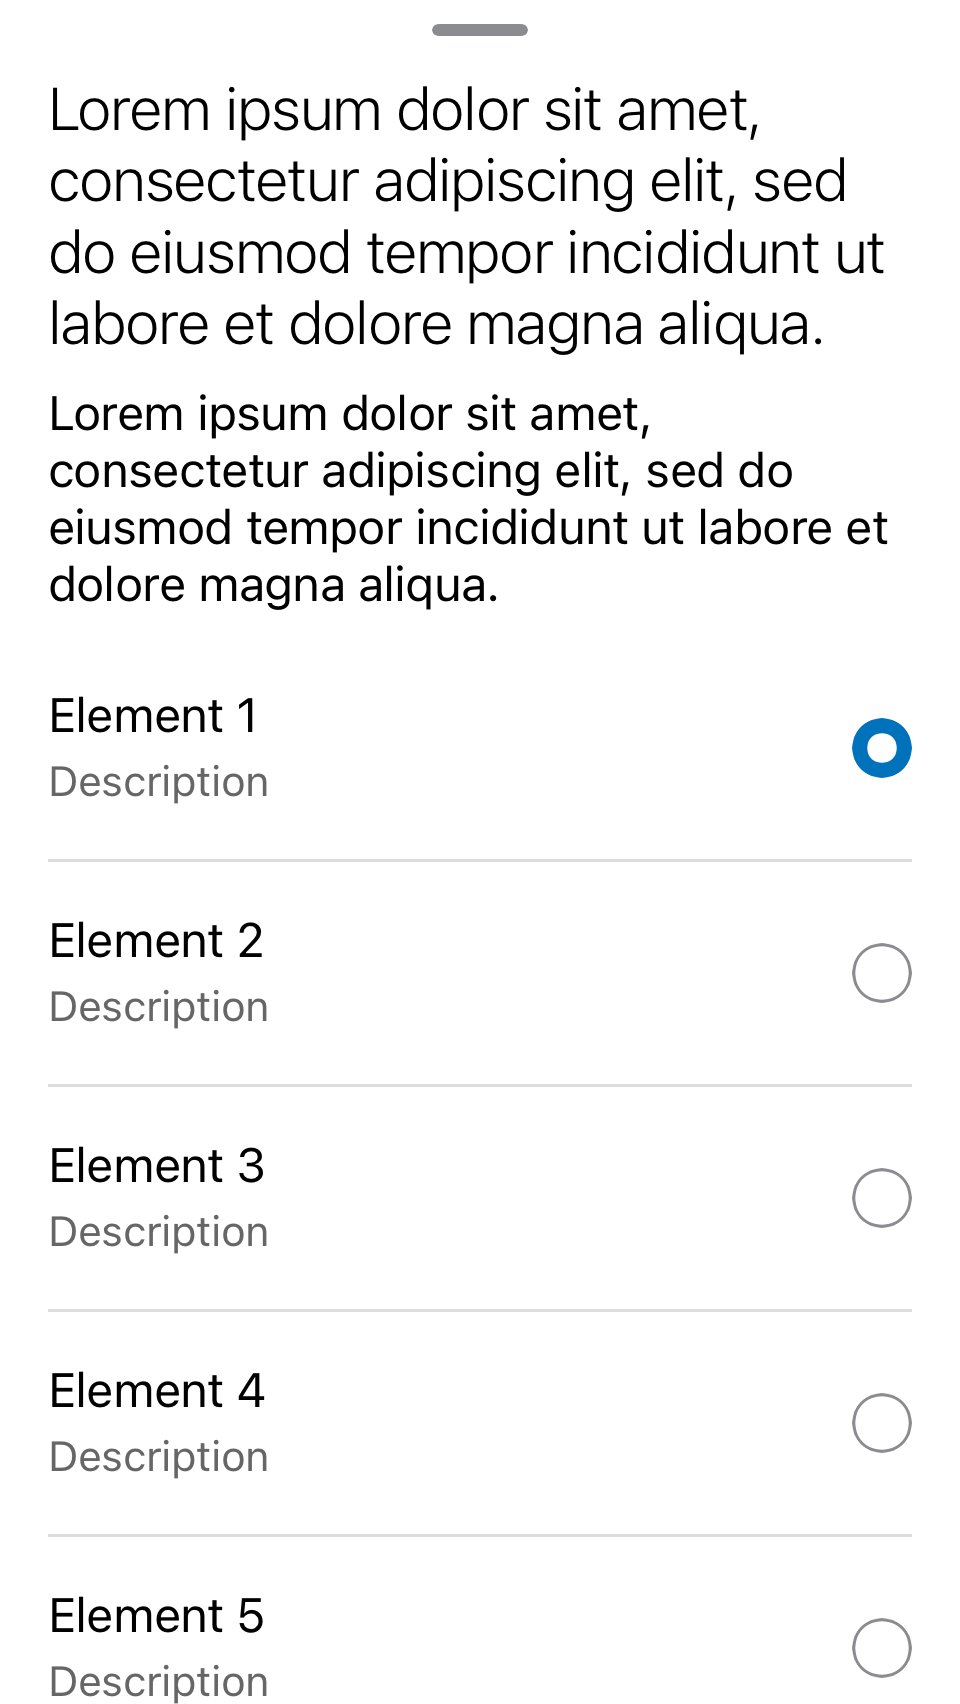 Lorem ipsum dolor sit amet,
consectetur adipiscing elit, sed
do eiusmod tempor incididunt ut
labore et dolore magna aliqua.
Lorem ipsum dolor sit amet,
consectetur adipiscing elit, sed do
eiusmod tempor incididunt ut labore et
dolore magna aliqua.
Element 1
Description
Element 2
Description
Element 3
Description
Element 4
Description
Element 5
Description